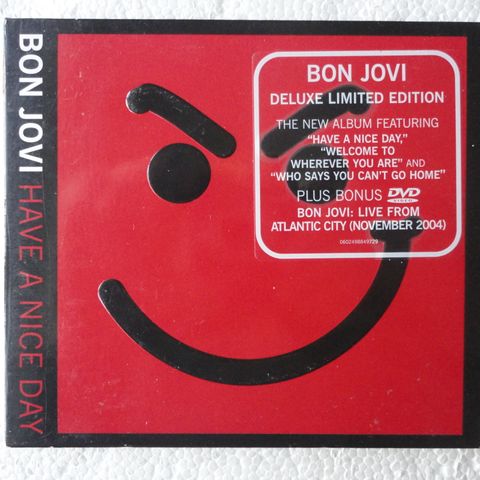 BON JOVI HAVE A NICE DAY
BON JOVI
DELUXE LIMITED EDITION
THE NEW ALBUM FEATURING
“HAVE A NICE DAY,”
“WELCOME TO
WHEREVER YOU ARE” AND
“WHO SAYS YOU CAN’T GO HOME”
PLUS BONUS DVD VIDEO
BON JOVI: LIVE FROM
ATLANTIC CITY (NOVEMBER 2004)
0602498849729